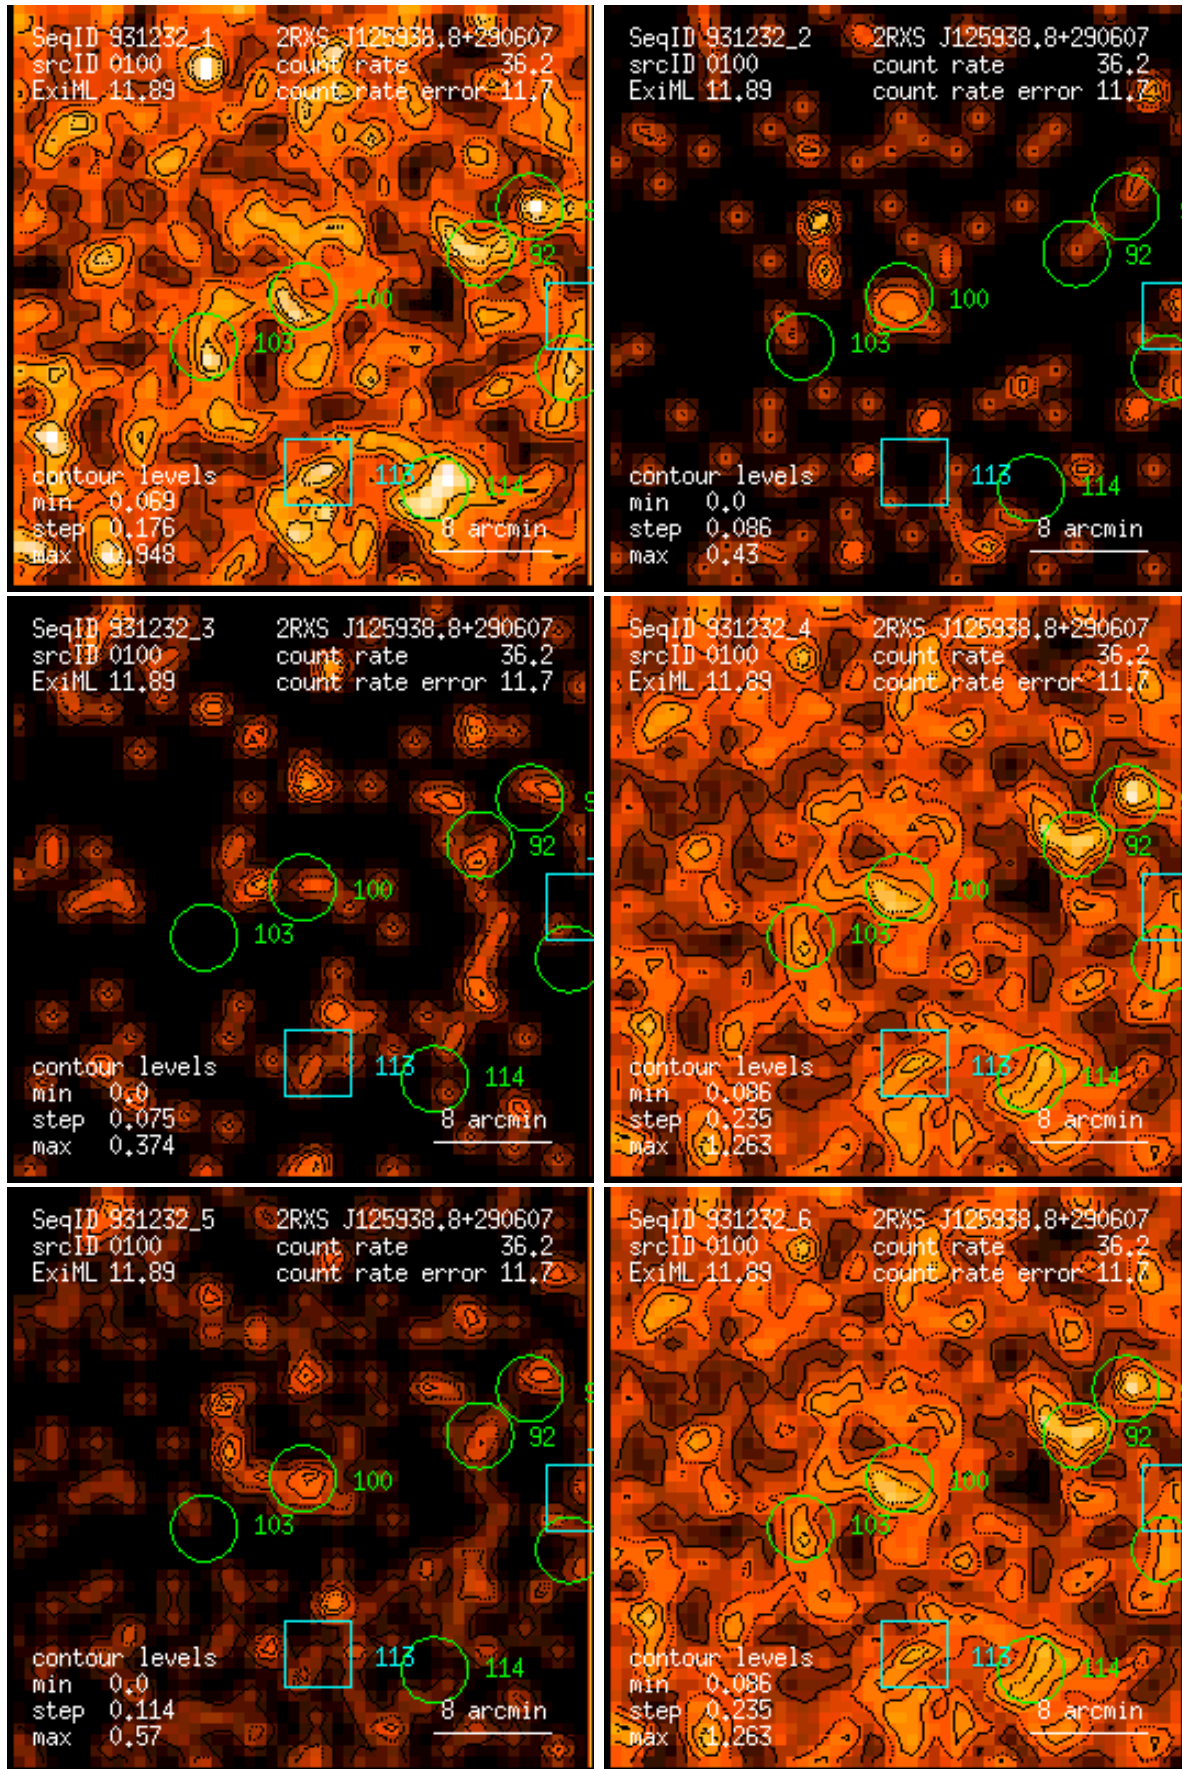 SeqID 931232_1 2RXS J125938.8+290607
srcID 0100 count rate 36.2
ExiML 11.89 count rate error 11.7
92
100
103
contour levels 113 114
min 0.069
step 0.176 8 arcmin
max 0.948
SeqID 931232_2 2RXS J125938.8+290607
srcID 0100 count rate 36.2
ExiML 11.89 count rate error 11.7
92
100
103
contour levels 113 114
min 0.0
step 0.086 8 arcmin
max 0.43
SeqID 931232_3 2RXS J125938.8+290607
srcID 0100 count rate 36.2
ExiML 11.89 count rate error 11.7
92
100
103
contour levels 113 114
min 0.0
step 0.075 8 arcmin
max 0.374
SeqID 931232_4 2RXS J125938.8+290607
srcID 0100 count rate 36.2
ExiML 11.89 count rate error 11.7
92
100
103
contour levels 113 114
min 0.086
step 0.235 8 arcmin
max 1.263
SeqID 931232_5 2RXS J125938.8+290607
srcID 0100 count rate 36.2
ExiML 11.89 count rate error 11.7
92
100
103
contour levels 113 114
min 0.0
step 0.114 8 arcmin
max 0.57
SeqID 931232_6 2RXS J125938.8+290607
srcID 0100 count rate 36.2
ExiML 11.89 count rate error 11.7
92
100
103
contour levels 113 114
min 0.086
step 0.235 8 arcmin
max 1.263